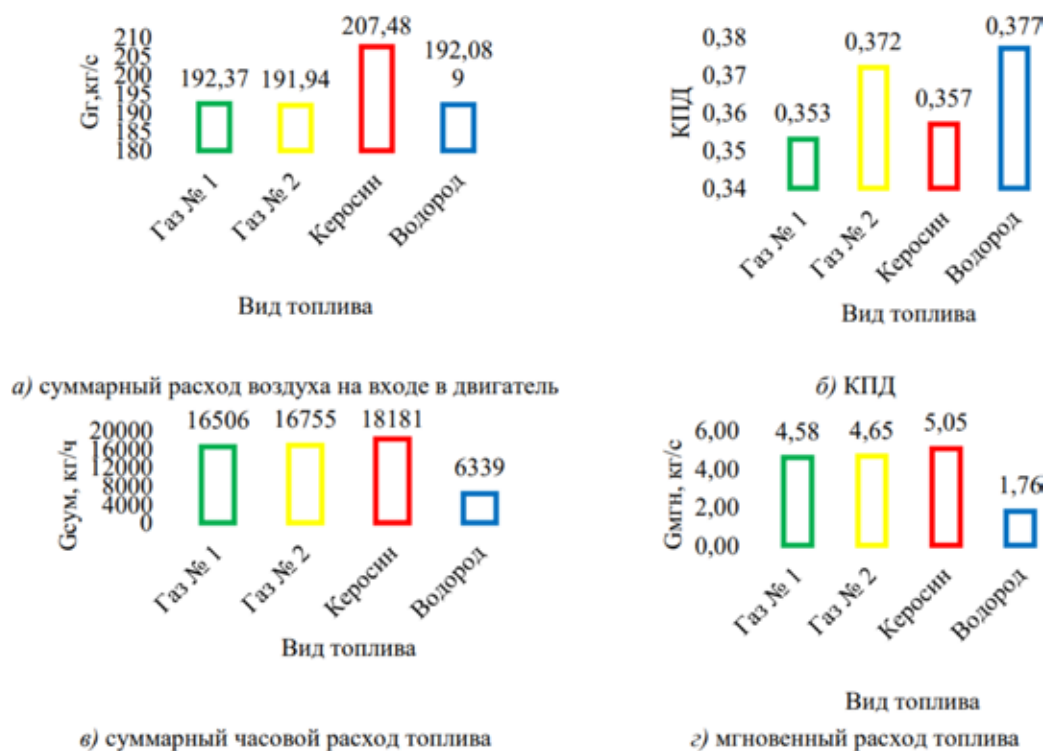 Gг,кг/с
210
205
200
195
190
185
180
192,37
191,94
207,48
192,08
9
Газ № 1
Газ № 2
Керосин
Водород
Вид топлива
а) суммарный расход воздуха на входе в двигатель
КПД
0,38
0,37
0,36
0,35
0,34
0,353
0,372
0,357
0,377
Газ № 1
Газ № 2
Керосин
Водород
Вид топлива
б) КПД
Gсум, кг/ч
20000
16000
12000
8000
4000
0
16506
16755
18181
6339
Газ № 1
Газ № 2
Керосин
Водород
Вид топлива
в) суммарный часовой расход топлива
Gмгн, кг/с
6,00
4,00
2,00
0,00
4,58
4,65
5,05
1,76
Газ № 1
Газ № 2
Керосин
Водород
Вид топлива
г) мгновенный расход топлива